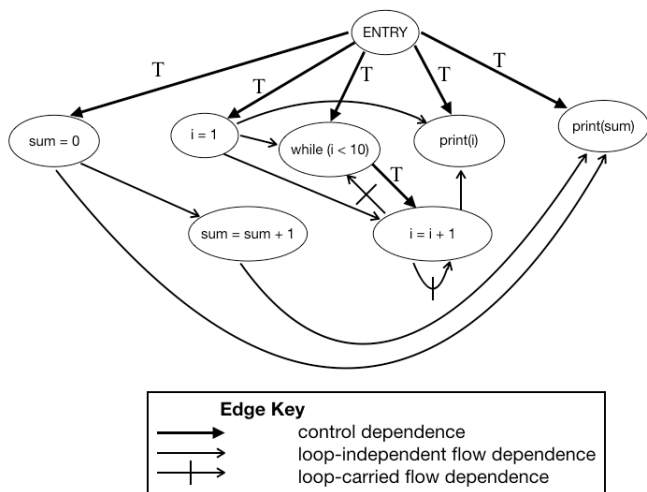 ENTRY
T
T
T
T
T
sum = 0
i = 1
while (i < 10)
print(i)
print(sum)
T
sum = sum + 1
i = i + 1
Edge Key
control dependence
loop-independent flow dependence
loop-carried flow dependence